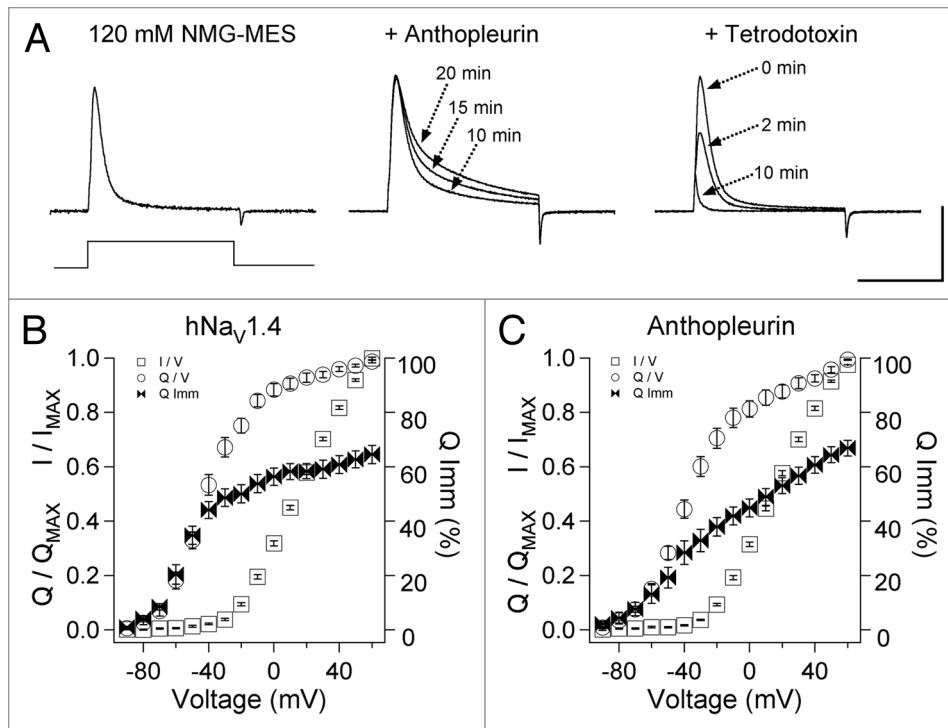 A
120 mM NMG-MES
+ Anthopleurin
+ Tetrodotoxin
20 min
15 min
10 min
0 min
2 min
10 min
B
hNaV1.4
I / V
Q / V
Q Imm
Q / QMAX I / IMAX
1.0
0.8
0.6
0.4
0.2
0.0
100
80
60
40
20
0
Q Imm (%)
-80
-40
0
40
Voltage (mV)
C
Anthopleurin
I / V
Q / V
Q Imm
Q / QMAX I / IMAX
1.0
0.8
0.6
0.4
0.2
0.0
100
80
60
40
20
0
Q Imm (%)
-80
-40
0
40
Voltage (mV)